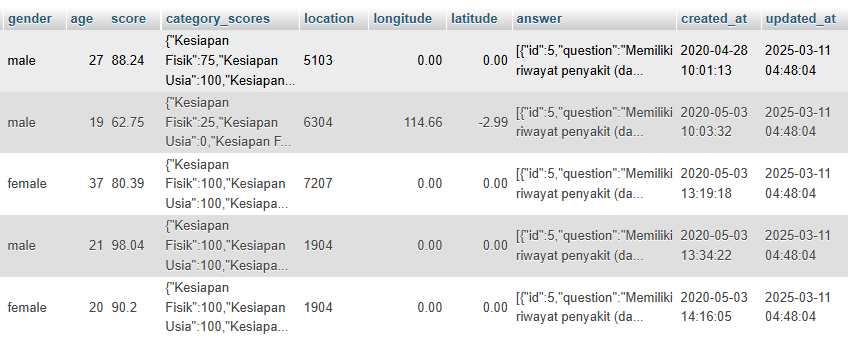 gender age score category_scores location longitude latitude answer created_at updated_at
{"Kesiapan
male 27 88.24 Fisik":75,"Kesiapan 5103 0.00 0.00 [{"id":5,"question":"Memiliki 2020-04-28 2025-03-11
Usia":100,"Kesiapan... riwayat penyakit (da... 10:01:13 04:48:04
{"Kesiapan
male 19 62.75 Fisik":25,"Kesiapan 6304 114.66 -2.99 [{"id":5,"question":"Memiliki 2020-05-03 2025-03-11
Usia":0,"Kesiapan F... riwayat penyakit (da... 10:03:32 04:48:04
{"Kesiapan
female 37 80.39 Fisik":100,"Kesiapan 7207 0.00 0.00 [{"id":5,"question":"Memiliki 2020-05-03 2025-03-11
Usia":100,"Kesiapa... riwayat penyakit (da... 13:19:18 04:48:04
{"Kesiapan
male 21 98.04 Fisik":100,"Kesiapan 1904 0.00 0.00 [{"id":5,"question":"Memiliki 2020-05-03 2025-03-11
Usia":100,"Kesiapa... riwayat penyakit (da... 13:34:22 04:48:04
{"Kesiapan
female 20 90.2 Fisik":100,"Kesiapan 1904 0.00 0.00 [{"id":5,"question":"Memiliki 2020-05-03 2025-03-11
Usia":100,"Kesiapa... riwayat penyakit (da... 14:16:05 04:48:04